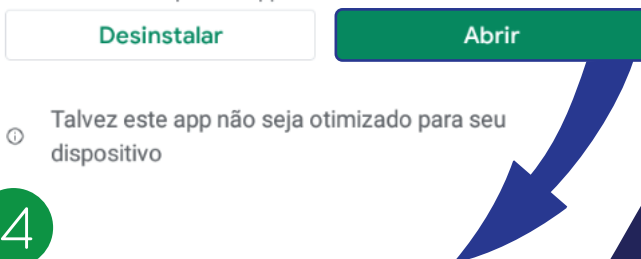 Desinstalar
Abrir
Talvez este app não seja otimizado para seu
dispositivo
4